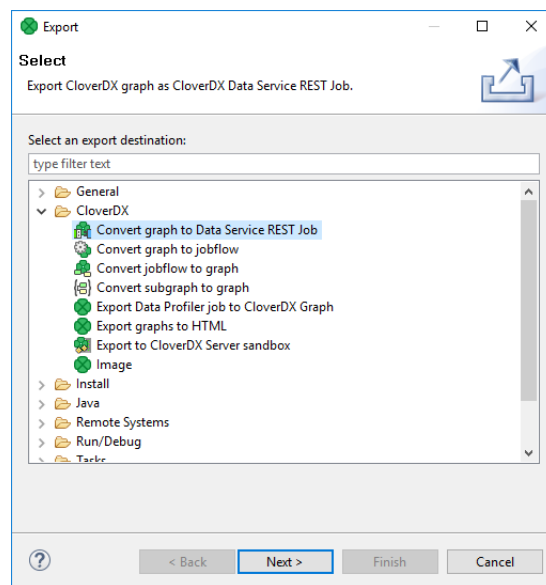 Export
Select
Export CloverDX graph as CloverDX Data Service REST Job.
Select an export destination:
type filter text
General
CloverDX
Convert graph to Data Service REST Job
Convert graph to jobflow
Convert jobflow to graph
Convert subgraph to graph
Export Data Profiler job to CloverDX Graph
Export graphs to HTML
Export to CloverDX Server sandbox
Image
Install
Java
Remote Systems
Run/Debug
Tasks
< Back Next > Finish Cancel